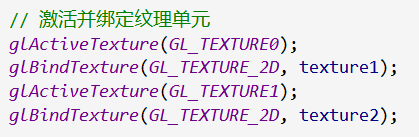 // 激活并绑定纹理单元
glActiveTexture(GL_TEXTURE0);
glBindTexture(GL_TEXTURE_2D, texture1);
glActiveTexture(GL_TEXTURE1);
glBindTexture(GL_TEXTURE_2D, texture2);